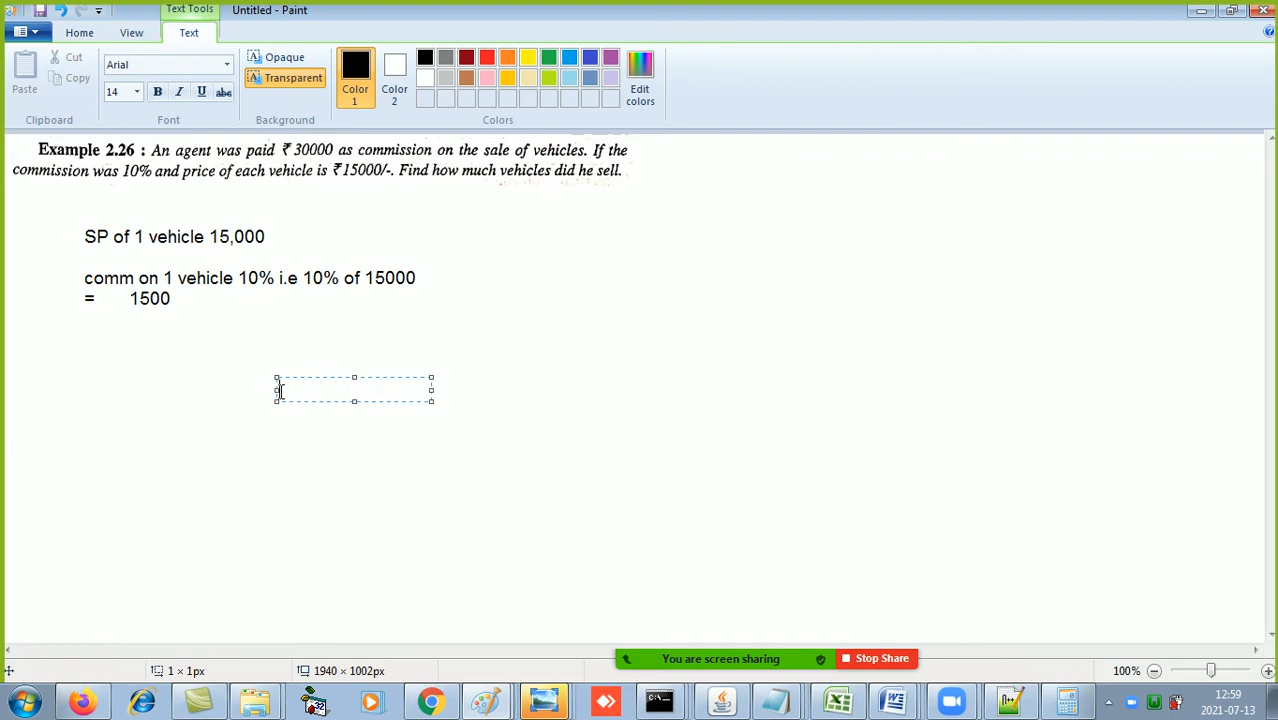 Text Tools
Untitled - Paint
Home
View
Text
Paste
Cut
Copy
Arial
14
B
I
U
abc
Clipboard
Font
A Opaque
A Transparent
Background
Color
1
Color
2
Edit
colors
Colors
Example 2.26 : An agent was paid ₹ 30000 as commission on the sale of vehicles. If the
commission was 10% and price of each vehicle is ₹15000/-. Find how much vehicles did he sell.
SP of 1 vehicle 15,000
comm on 1 vehicle 10% i.e 10% of 15000
= 1500
You are screen sharing
Stop Share
1 × 1px
1940 × 1002px
100%
32
12:59
2021-07-13